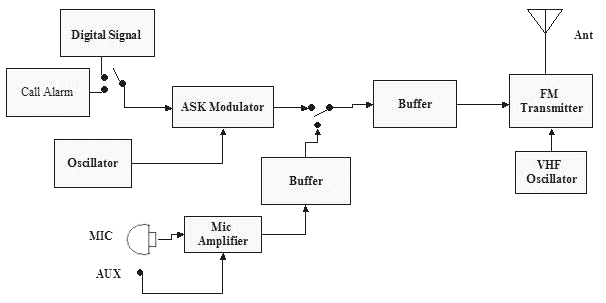 Digital Signal
Ant
Call Alarm
ASK Modulator
Buffer
FM
Transmitter
Oscillator
Buffer
VHF
Oscillator
MIC
Mic
Amplifier
AUX